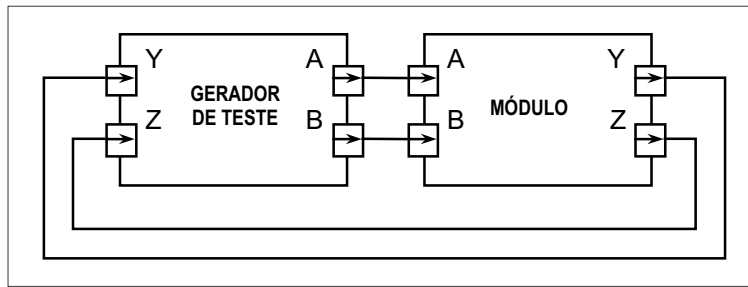 Y A A Y
GERADOR
DE TESTE
MÓDULO
Z B B Z